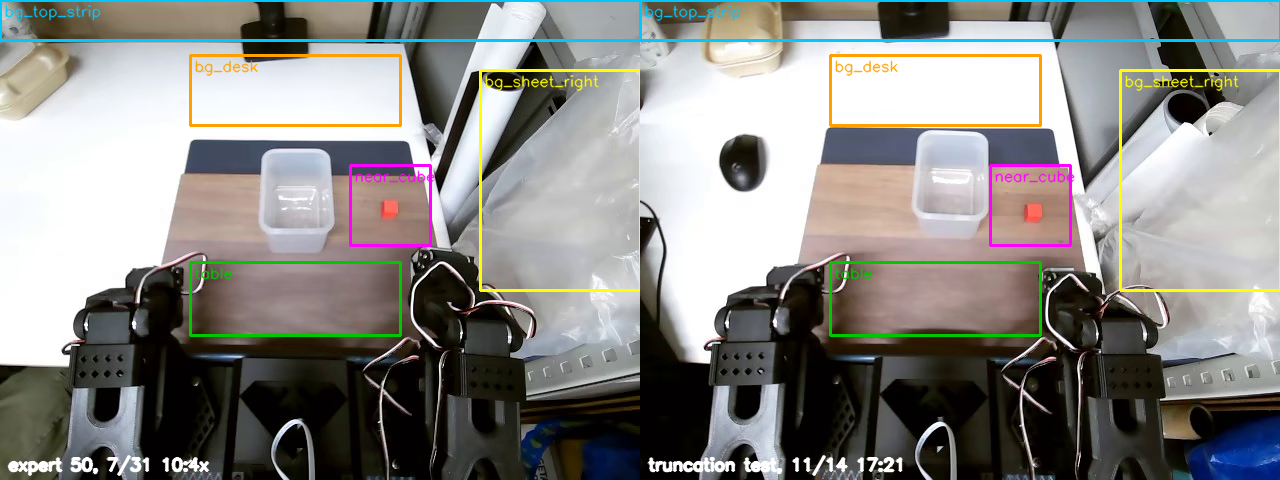 bg_top_strip
bg_desk
bg_sheet_right
near_cube
table
expert 50, 7/31 10:4x
bg_top_strip
bg_desk
bg_sheet_right
near_cube
table
truncation test, 11/14 17:21